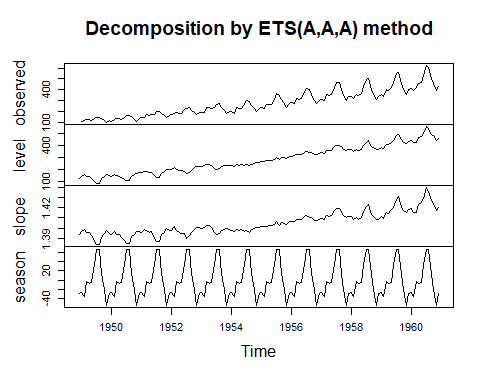 Decomposition by ETS(A,A,A) method
observed
400
100
level
400
100
slope
1.42
1.39
season
20
-40
1950
1952
1954
1956
1958
1960
Time